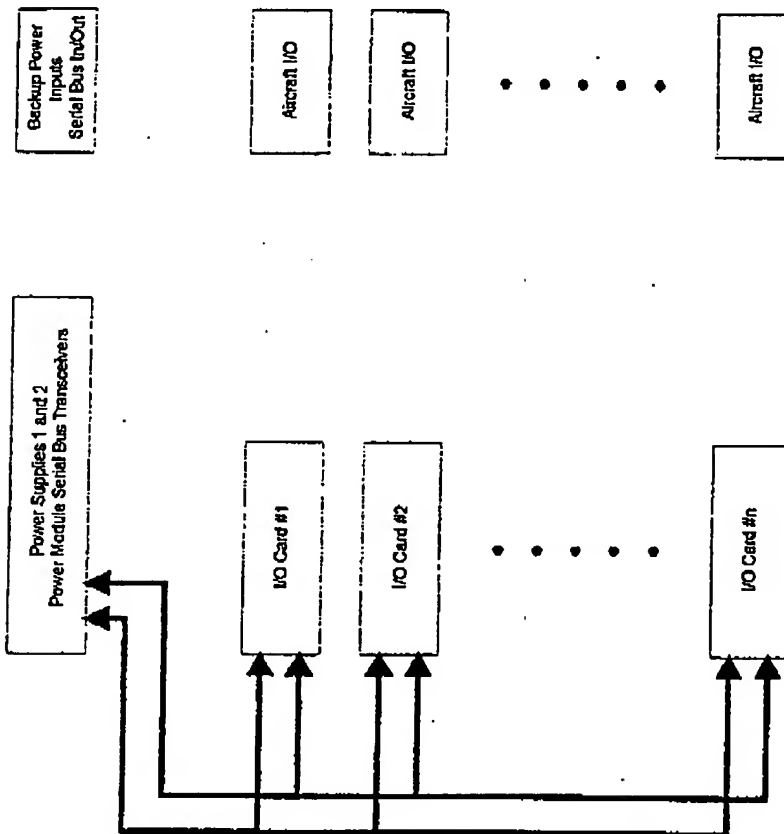 Backup Power
Inputs
Serial Bus In/Out
Aircraft I/O
Aircraft I/O
Aircraft I/O
Power Supplies 1 and 2
Power Module Serial Bus Transceivers
I/O Card #1
I/O Card #2
I/O Card #n